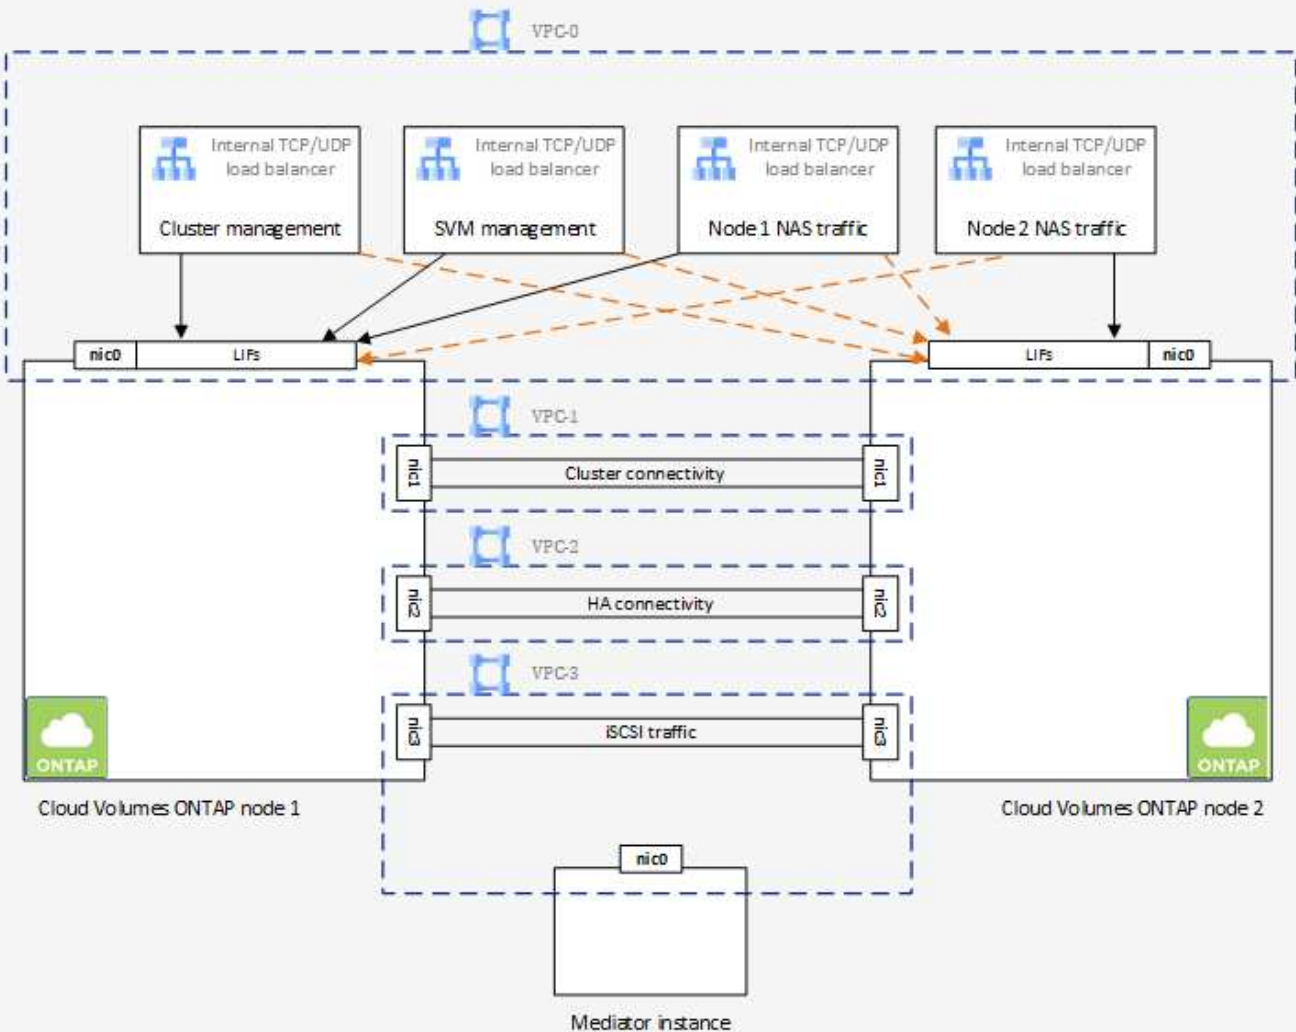 VPC-0
Internal TCP/UDP
load balancer
Cluster management
Internal TCP/UDP
load balancer
SVM management
Internal TCP/UDP
load balancer
Node 1 NAS traffic
Internal TCP/UDP
load balancer
Node 2 NAS traffic
nic0
LIFs
LIFs
nic0
VPC-1
nic1
Cluster connectivity
nic1
VPC-2
nic2
HA connectivity
nic2
VPC-3
nic3
iSCSI traffic
nic3
ONTAP
ONTAP
Cloud Volumes ONTAP node 1
Cloud Volumes ONTAP node 2
nic0
Mediator instance